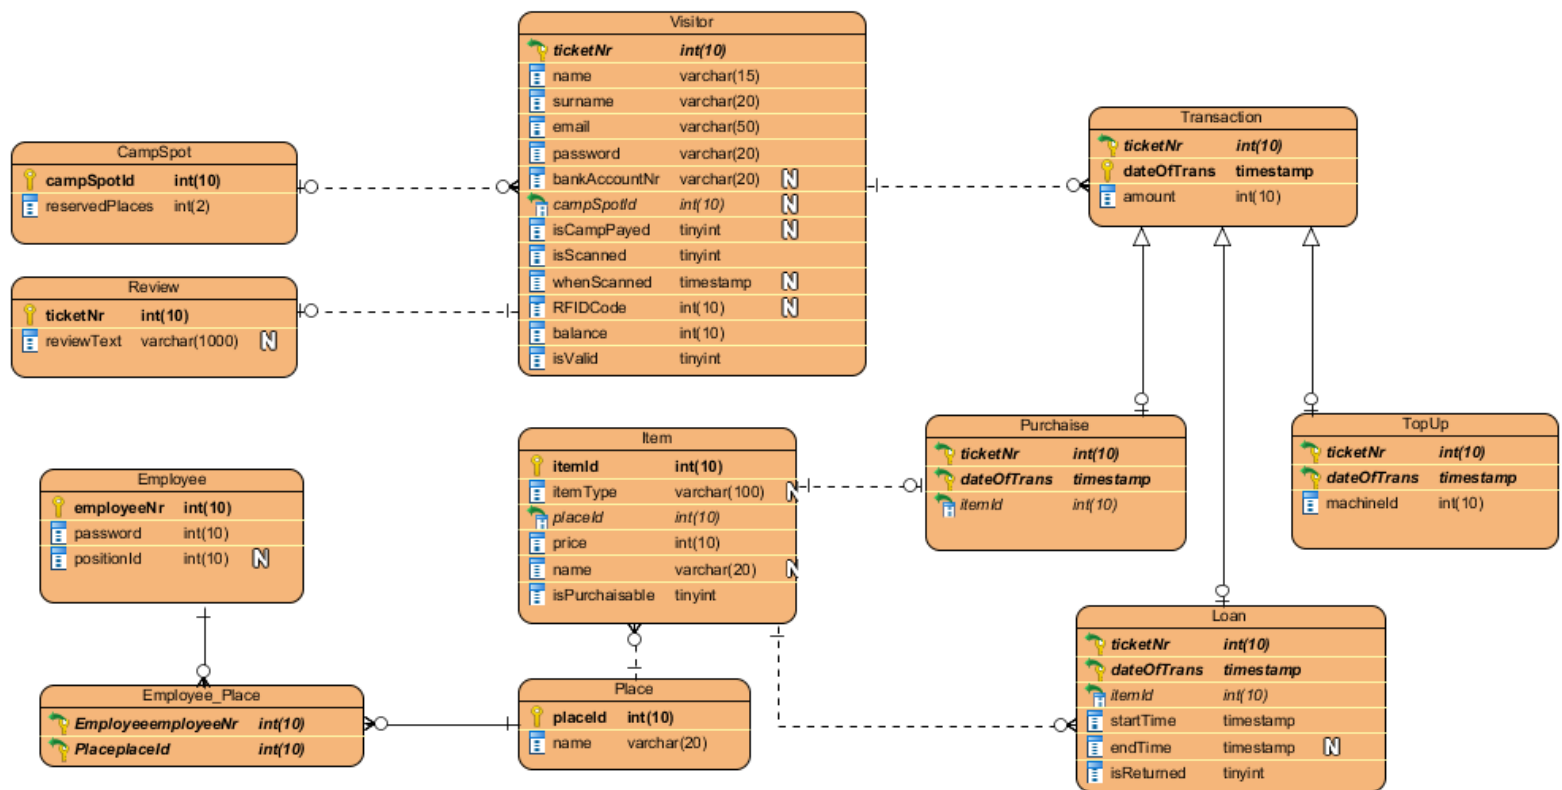 Visitor
ticketNr int(10)
name varchar(15)
surname varchar(20)
email varchar(50)
password varchar(20)
bankAccountNr varchar(20) N
campSpotId int(10) N
isCampPayed tinyint N
isScanned tinyint
whenScanned timestamp N
RFIDCode int(10) N
balance int(10)
isValid tinyint
CampSpot
campSpotId int(10)
reservedPlaces int(2)
Review
ticketNr int(10)
reviewText varchar(1000) N
Transaction
ticketNr int(10)
dateOfTrans timestamp
amount int(10)
Purchaise
ticketNr int(10)
dateOfTrans timestamp
itemId int(10)
TopUp
ticketNr int(10)
dateOfTrans timestamp
machineId int(10)
Item
itemId int(10)
itemType varchar(100) N
placeId int(10)
price int(10)
name varchar(20) N
isPurchaisable tinyint
Employee
employeeNr int(10)
password int(10)
positionId int(10) N
Employee_Place
EmployeeemployeeNr int(10)
PlaceplaceId int(10)
Place
placeId int(10)
name varchar(20)
Loan
ticketNr int(10)
dateOfTrans timestamp
itemId int(10)
startTime timestamp
endTime timestamp N
isReturned tinyint